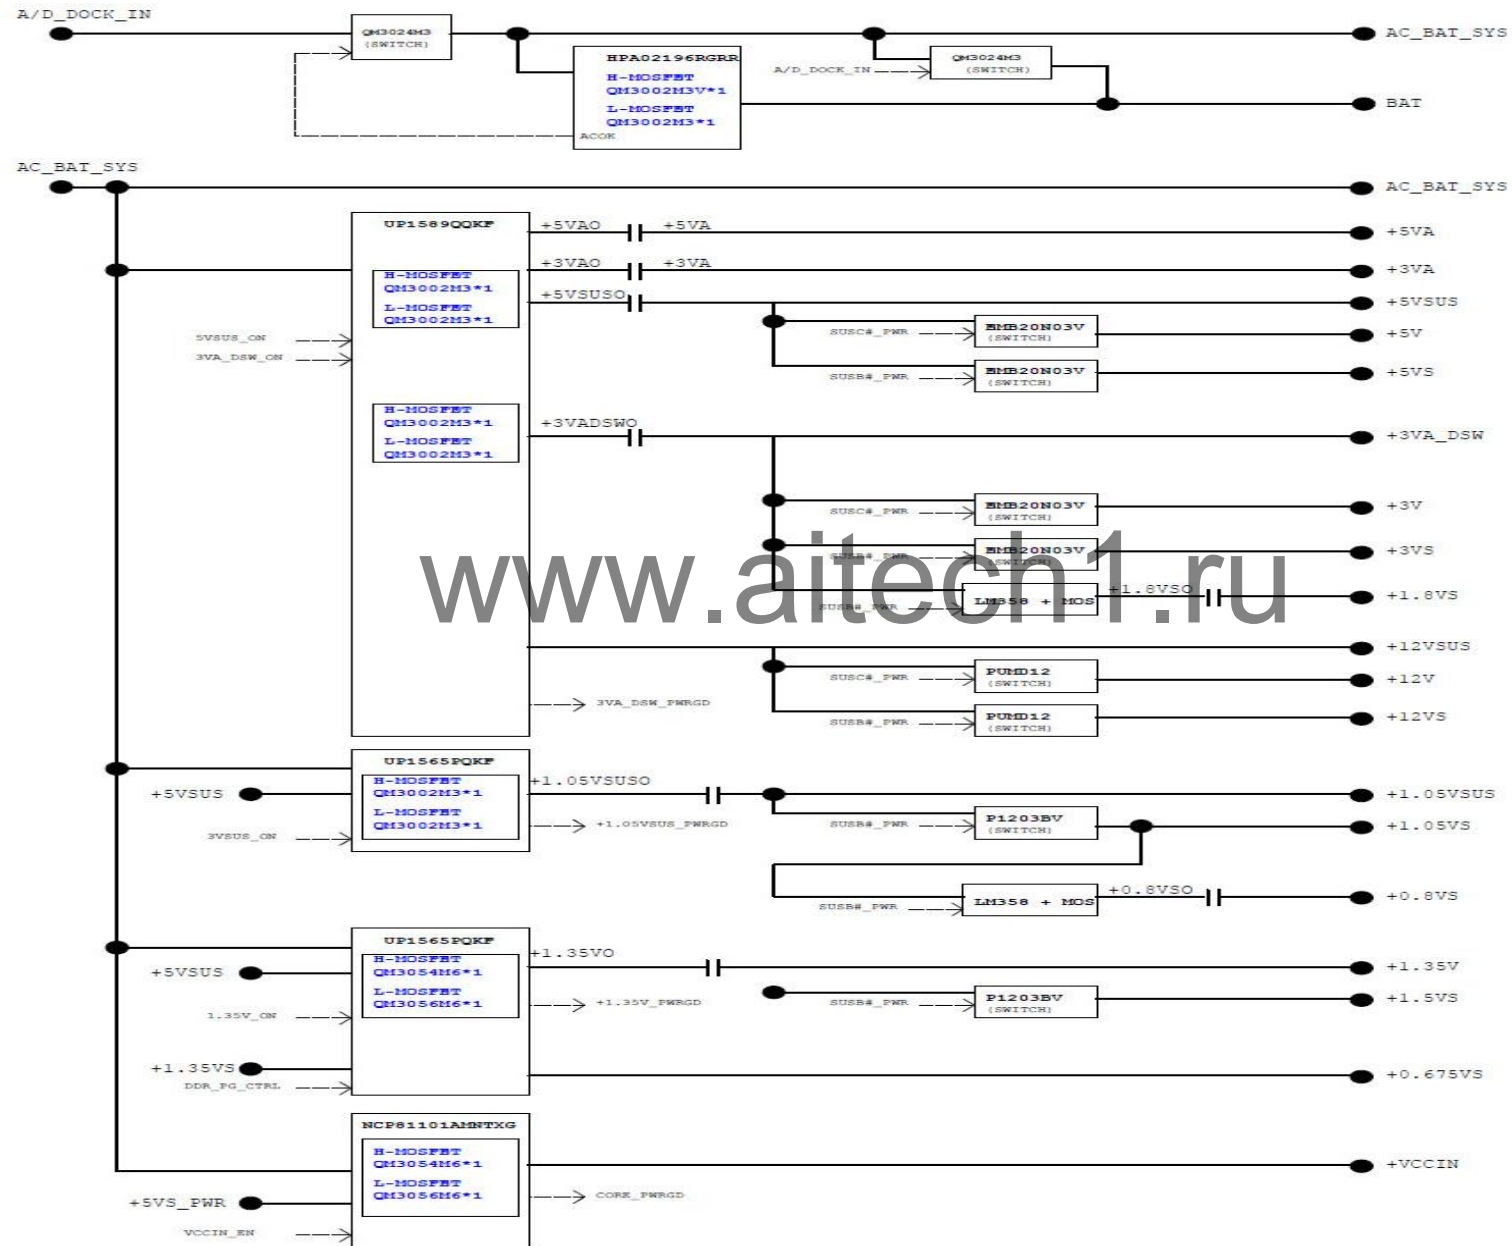 A/D_DOCK_IN
QM3024M3
(SWITCH)
AC_BAT_SYS
HPA02196RGRR
H-MOSFET
QM3002M3V*1
L-MOSFET
QM3002M3*1
ACOK
A/D_DOCK_IN
QM3024M3
(SWITCH)
BAT
AC_BAT_SYS
AC_BAT_SYS
UP1589QQKF
+5VAO
+5VA
+5VA
+3VAO
+3VA
+3VA
H-MOSFET
QM3002M3*1
L-MOSFET
QM3002M3*1
+5VSUSO
+5VSUS
5VSUS_ON
3VA_DSW_ON
SUSC#_PWR
EMB20N03V
(SWITCH)
+5V
SUSB#_PWR
EMB20N03V
(SWITCH)
+5VS
H-MOSFET
QM3002M3*1
L-MOSFET
QM3002M3*1
+3VADSWO
+3VA_DSW
SUSC#_PWR
EMB20N03V
(SWITCH)
+3V
SUSB#_PWR
EMB20N03V
(SWITCH)
+3VS
www.aitech1.ru
SUSB#_PWR
LM358 + MOS
+1.8VSO
+1.8VS
+12VSUS
SUSC#_PWR
PUMD12
(SWITCH)
+12V
3VA_DSW_PWRGD
SUSB#_PWR
PUMD12
(SWITCH)
+12VS
UP1565PQKF
H-MOSFET
QM3002M3*1
L-MOSFET
QM3002M3*1
+5VSUS
3VSUS_ON
+1.05VSUSO
+1.05VSUS
+1.05VSUS_PWRGD
SUSB#_PWR
P1203BV
(SWITCH)
+1.05VS
SUSB#_PWR
LM358 + MOS
+0.8VSO
+0.8VS
UP1565PQKF
H-MOSFET
QM3054M6*1
L-MOSFET
QM3056M6*1
+5VSUS
1.35V_ON
+1.35VO
+1.35V
+1.35V_PWRGD
SUSB#_PWR
P1203BV
(SWITCH)
+1.5VS
+1.35VS
DDR_PG_CTRL
+0.675VS
NCP81101AMNTXG
H-MOSFET
QM3054M6*1
L-MOSFET
QM3056M6*1
+VCCIN
+5VS_PWR
CORE_PWRGD
VCCIN_EN